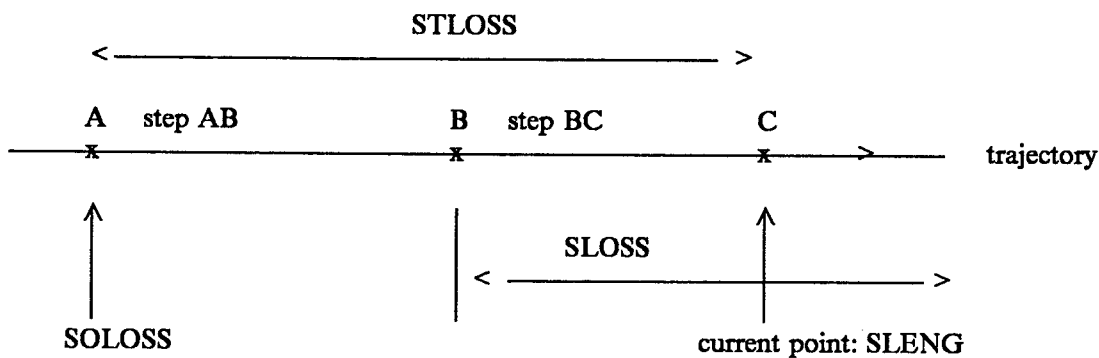 STLOSS
A step AB B step BC C
trajectory
SLOSS
SOLOSS
current point: SLENG